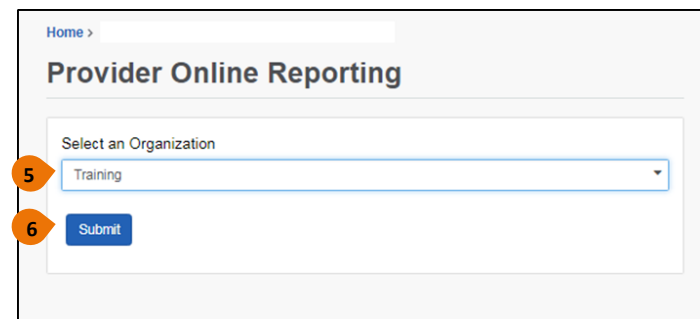 Home >
Provider Online Reporting
Select an Organization
5 Training
6 Submit